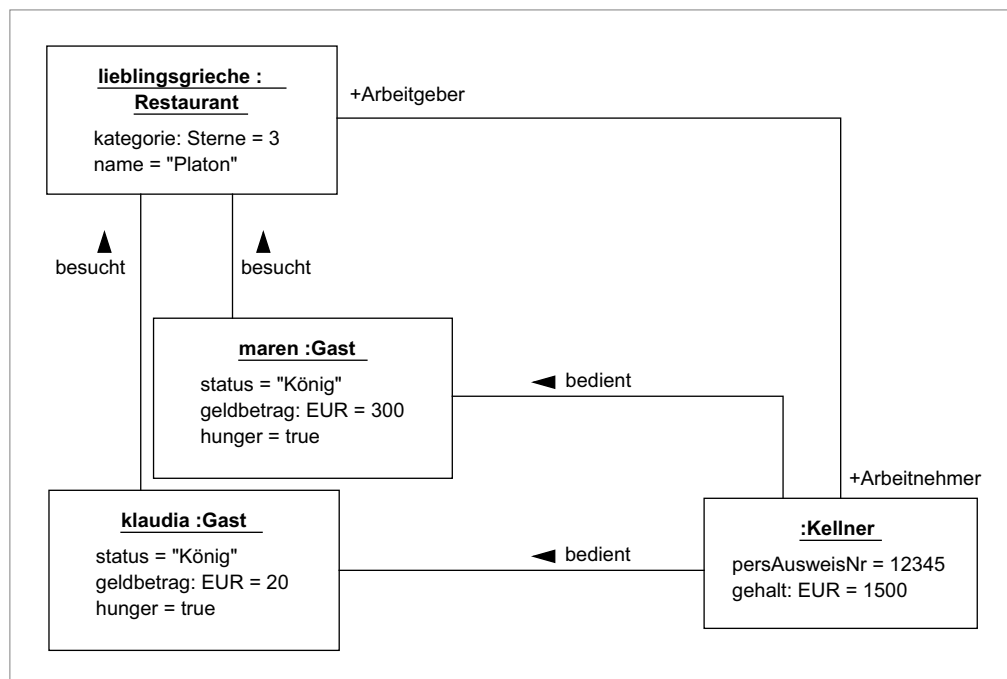 lieblingsgrieche :
Restaurant
kategorie: Sterne = 3
name = "Platon"
+Arbeitgeber
besucht
besucht
maren :Gast
status = "König"
geldbetrag: EUR = 300
hunger = true
bedient
+Arbeitnehmer
klaudia :Gast
status = "König"
geldbetrag: EUR = 20
hunger = true
bedient
:Kellner
persAusweisNr = 12345
gehalt: EUR = 1500